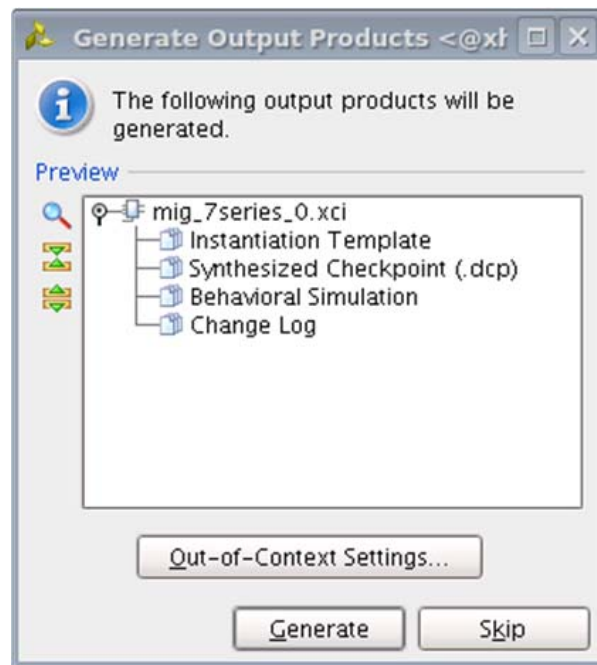 Generate Output Products <@x
The following output products will be
generated.
Preview
mig_7series_0.xci
Instantiation Template
Synthesized Checkpoint (.dcp)
Behavioral Simulation
Change Log
Out-of-Context Settings...
Generate
Skip